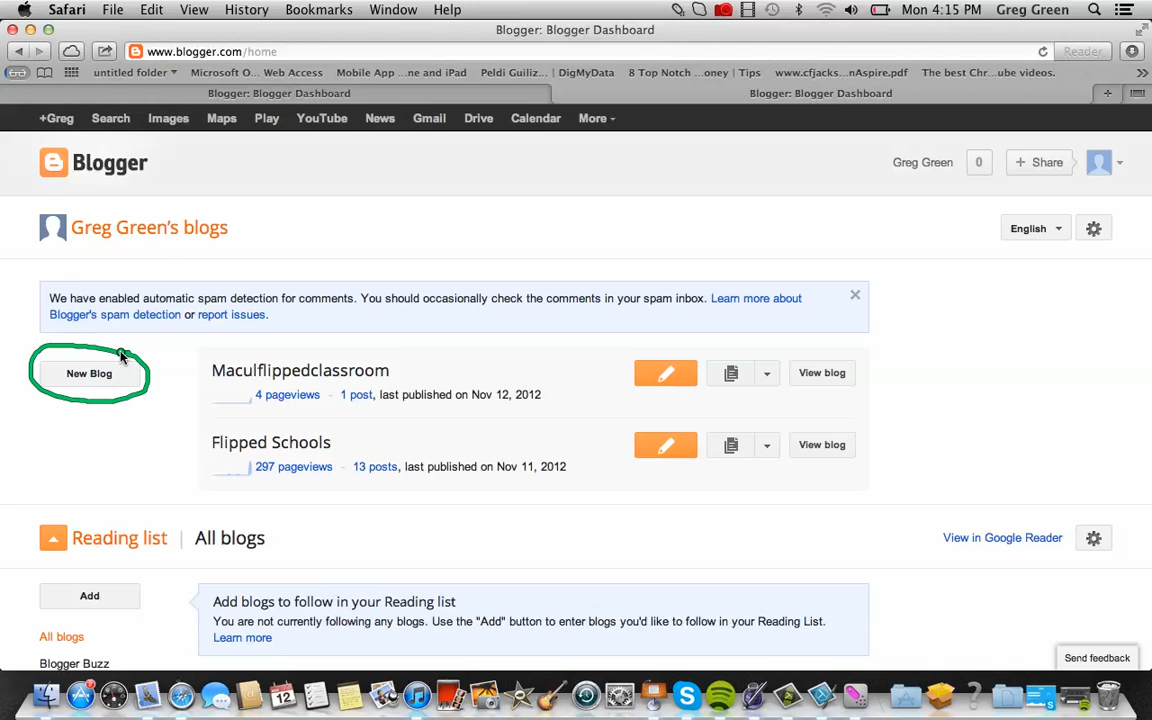 Safari File Edit View History Bookmarks Window Help Mon 4:15 PM Greg Green
Blogger: Blogger Dashboard
www.blogger.com/home Reader
untitled folder Microsoft O... Web Access Mobile App ...ne and iPad Peldi Guiliz... | DigMyData 8 Top Notch ...oney | Tips www.cfjacks...nAspire.pdf The best Chr...ube videos.
Blogger: Blogger Dashboard Blogger: Blogger Dashboard
+Greg Search Images Maps Play YouTube News Gmail Drive Calendar More
Blogger Greg Green 0 + Share
Greg Green's blogs English
We have enabled automatic spam detection for comments. You should occasionally check the comments in your spam inbox. Learn more about
Blogger's spam detection or report issues.
New Blog Maculflippedclassroom View blog
4 pageviews - 1 post, last published on Nov 12, 2012
Flipped Schools View blog
297 pageviews - 13 posts, last published on Nov 11, 2012
Reading list | All blogs View in Google Reader
Add Add blogs to follow in your Reading list
You are not currently following any blogs. Use the "Add" button to enter blogs you'd like to follow in your Reading List.
All blogs Learn more
Blogger Buzz Send feedback
12